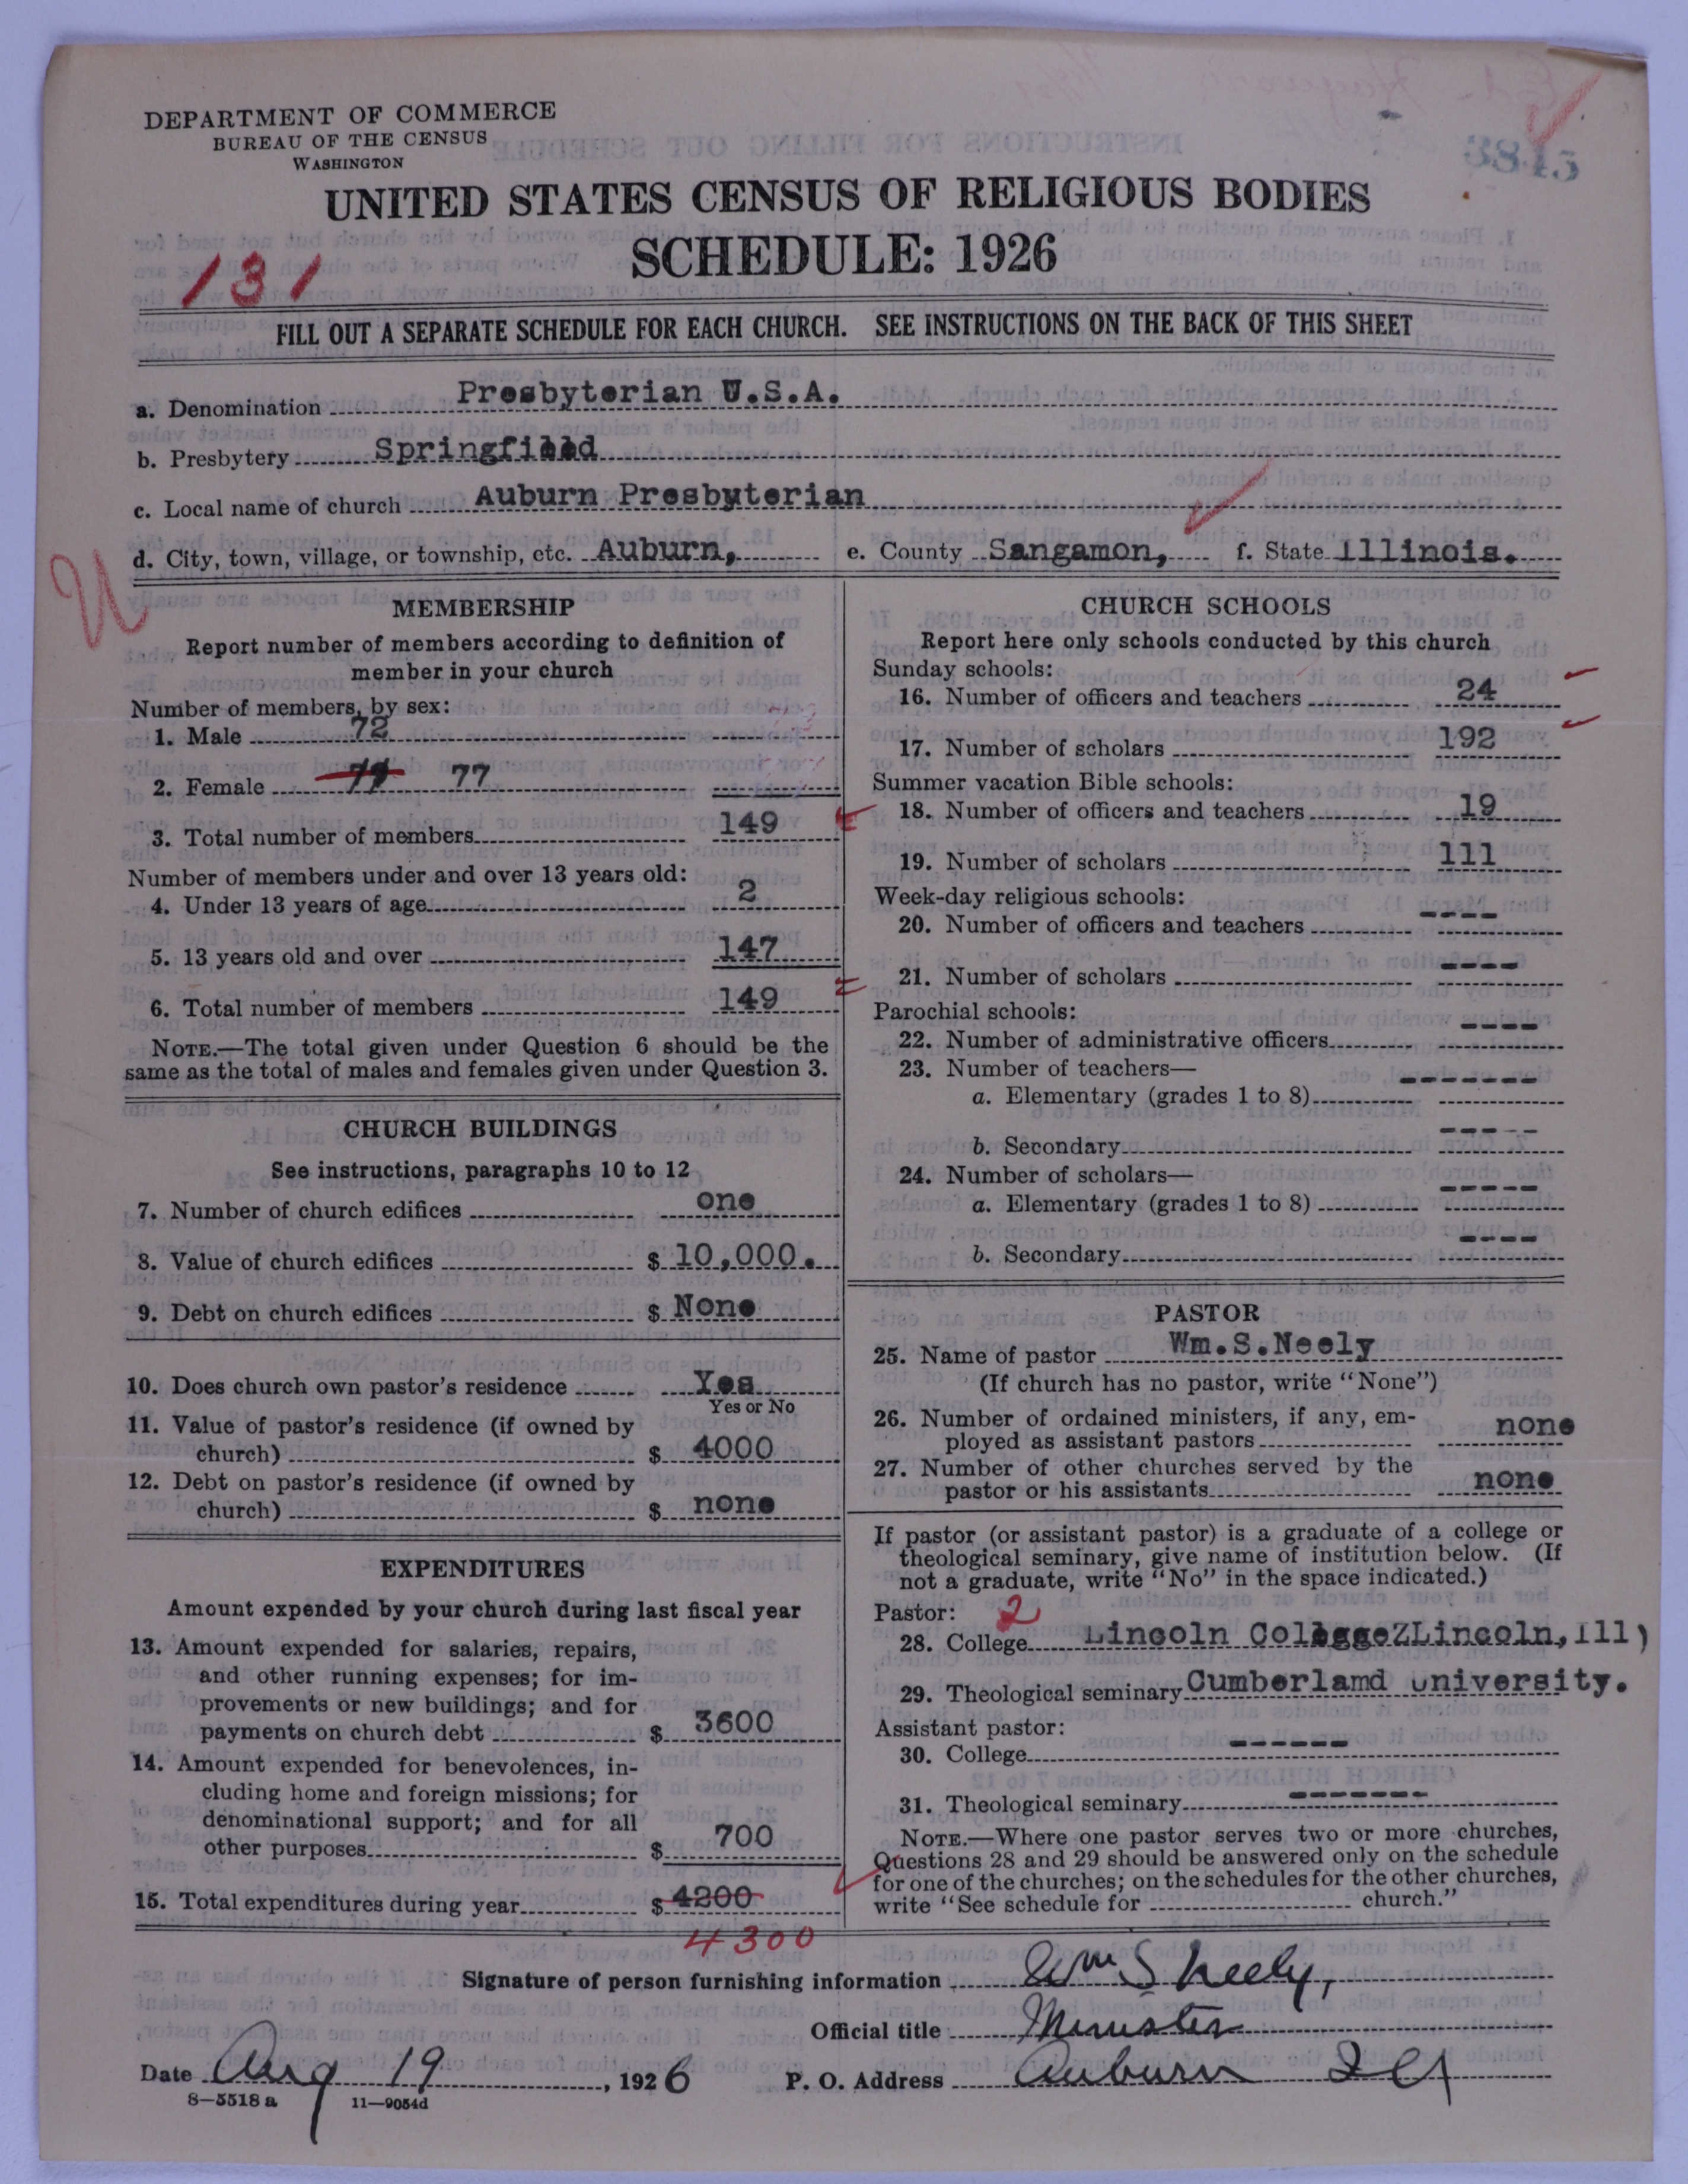 DEPARTMENT OF COMMERCE
BUREAU OF THE CENSUS
WASHINGTON
3845
UNITED STATES CENSUS OF RELIGIOUS BODIES
SCHEDULE: 1926
131
FILL OUT A SEPARATE SCHEDULE FOR EACH CHURCH. SEE INSTRUCTIONS ON THE BACK OF THIS SHEET
a. Denomination Presbyterian U.S.A.
b. Presbytery Springfield
c. Local name of church Auburn Presbyterian
d. City, town, village, or township, etc. Auburn, e. County Sangamon, f. State Illinois.
U
MEMBERSHIP
Report number of members according to definition of
member in your church
Number of members, by sex:
1. Male 72
2. Female 77
3. Total number of members 149
Number of members under and over 13 years old:
4. Under 13 years of age 2
5. 13 years old and over 147
6. Total number of members 149
NOTE.—The total given under Question 6 should be the
same as the total of males and females given under Question 3.
CHURCH BUILDINGS
See instructions, paragraphs 10 to 12
7. Number of church edifices one
8. Value of church edifices $ 10,000.
9. Debt on church edifices $ None
10. Does church own pastor's residence Yes
Yes or No
11. Value of pastor's residence (if owned by
church) $ 4000
12. Debt on pastor's residence (if owned by
church) $ none
EXPENDITURES
Amount expended by your church during last fiscal year
13. Amount expended for salaries, repairs,
and other running expenses; for im-
provements or new buildings; and for
payments on church debt $ 3600
14. Amount expended for benevolences, in-
cluding home and foreign missions; for
denominational support; and for all
other purposes $ 700
15. Total expenditures during year $ 4200
4300
CHURCH SCHOOLS
Report here only schools conducted by this church
Sunday schools:
16. Number of officers and teachers 24
17. Number of scholars 192
Summer vacation Bible schools:
18. Number of officers and teachers 19
19. Number of scholars 111
Week-day religious schools:
20. Number of officers and teachers ----
21. Number of scholars ----
Parochial schools:
22. Number of administrative officers ----
23. Number of teachers—
a. Elementary (grades 1 to 8) -------
b. Secondary -----
24. Number of scholars—
a. Elementary (grades 1 to 8) -----
b. Secondary ----
PASTOR
25. Name of pastor Wm.S.Neely
(If church has no pastor, write "None")
26. Number of ordained ministers, if any, em-
ployed as assistant pastors none
27. Number of other churches served by the
pastor or his assistants none
If pastor (or assistant pastor) is a graduate of a college or
theological seminary, give name of institution below. (If
not a graduate, write "No" in the space indicated.)
Pastor: 2
28. College Lincoln ColeggeZLincoln,Ill)
29. Theological seminary Cumberlamd University.
Assistant pastor:
30. College ------
31. Theological seminary -------
NOTE.—Where one pastor serves two or more churches,
Questions 28 and 29 should be answered only on the schedule
for one of the churches; on the schedules for the other churches,
write "See schedule for church."
Signature of person furnishing information Wm S Neely,
Official title Minister
Date Aug 19, 1926 P. O. Address Auburn Ill
8—5518a 11—9054d